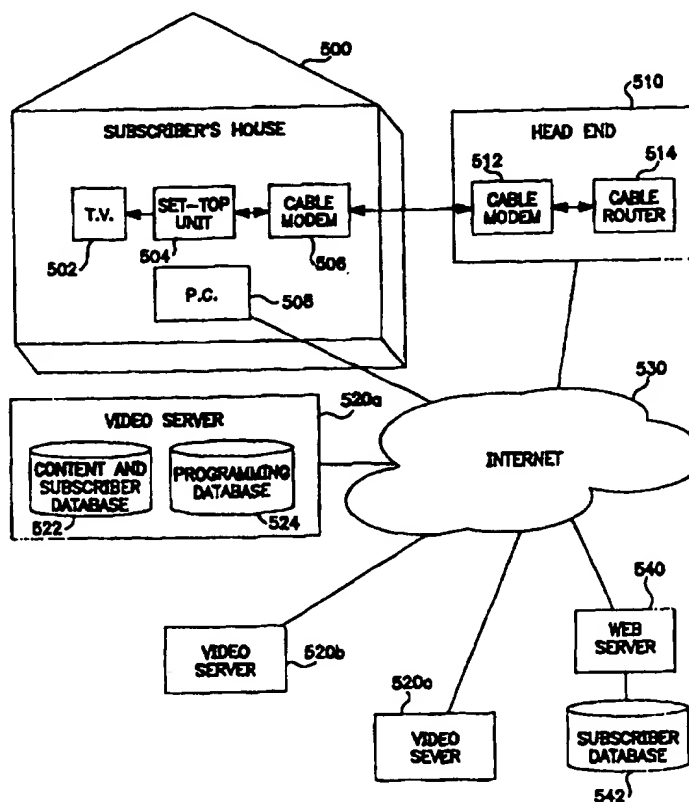 500
510
SUBSCRIBER'S HOUSE
HEAD END
512
514
T.V.
SET-TOP
UNIT
CABLE
MODEM
CABLE
MODEM
CABLE
ROUTER
502
504
506
P.C.
508
530
520a
VIDEO SERVER
CONTENT AND
SUBSCRIBER
DATABASE
PROGRAMMING
DATABASE
INTERNET
522
524
540
VIDEO
SERVER
520b
WEB
SERVER
520c
VIDEO
SEVER
SUBSCRIBER
DATABASE
542